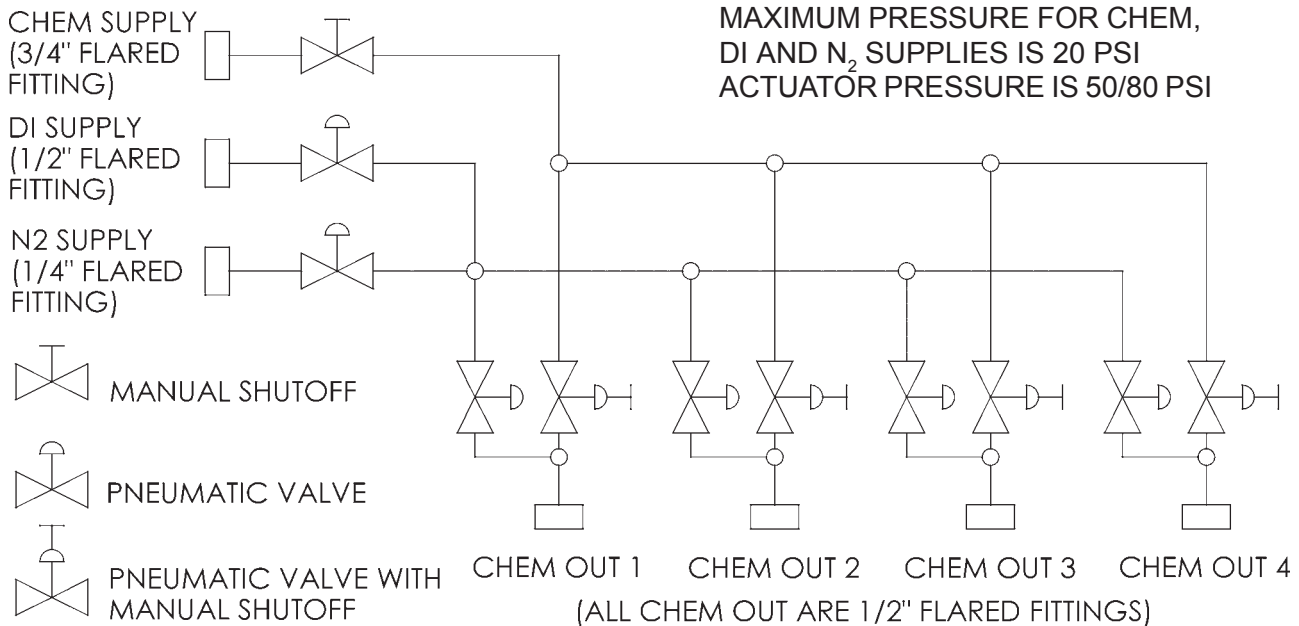 CHEM SUPPLY
(3/4" FLARED
FITTING)
MAXIMUM PRESSURE FOR CHEM,
DI AND N₂ SUPPLIES IS 20 PSI
ACTUATOR PRESSURE IS 50/80 PSI
DI SUPPLY
(1/2" FLARED
FITTING)
N2 SUPPLY
(1/4" FLARED
FITTING)
MANUAL SHUTOFF
PNEUMATIC VALVE
PNEUMATIC VALVE WITH
MANUAL SHUTOFF
CHEM OUT 1 CHEM OUT 2 CHEM OUT 3 CHEM OUT 4
(ALL CHEM OUT ARE 1/2" FLARED FITTINGS)